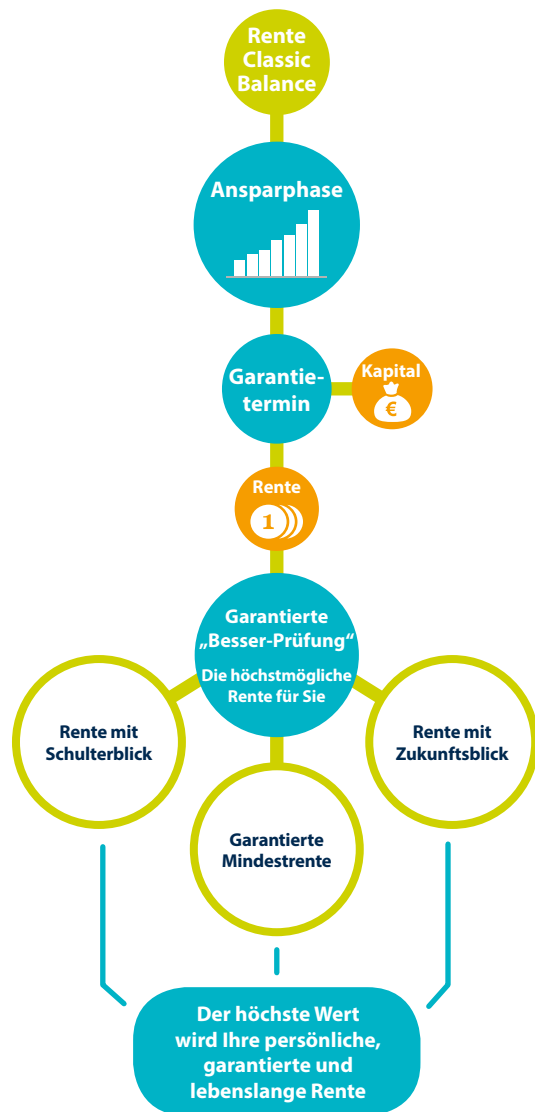 Rente
Classic
Balance
Ansparphase
Garantie-
termin
Kapital
€
Rente
1
Garantierte
„Besser-Prüfung“
Die höchstmögliche
Rente für Sie
Rente mit
Schulterblick
Rente mit
Zukunftsblick
Garantierte
Mindestrente
Der höchste Wert
wird Ihre persönliche,
garantierte und
lebenslange Rente